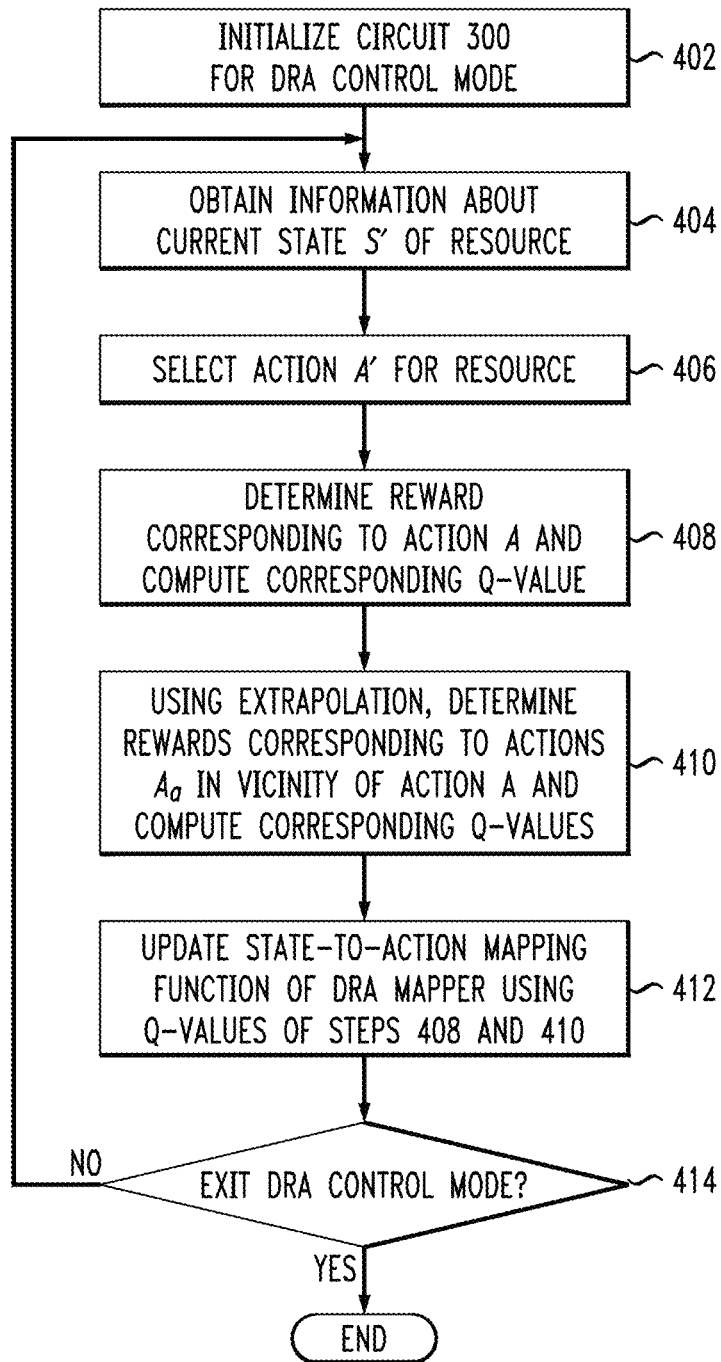 INITIALIZE CIRCUIT 300
FOR DRA CONTROL MODE
402
OBTAIN INFORMATION ABOUT
CURRENT STATE S' OF RESOURCE
404
SELECT ACTION A' FOR RESOURCE
406
DETERMINE REWARD
CORRESPONDING TO ACTION A AND
COMPUTE CORRESPONDING Q-VALUE
408
USING EXTRAPOLATION, DETERMINE
REWARDS CORRESPONDING TO ACTIONS
Aa IN VICINITY OF ACTION A AND
COMPUTE CORRESPONDING Q-VALUES
410
UPDATE STATE-TO-ACTION MAPPING
FUNCTION OF DRA MAPPER USING
Q-VALUES OF STEPS 408 AND 410
412
NO
EXIT DRA CONTROL MODE?
414
YES
END